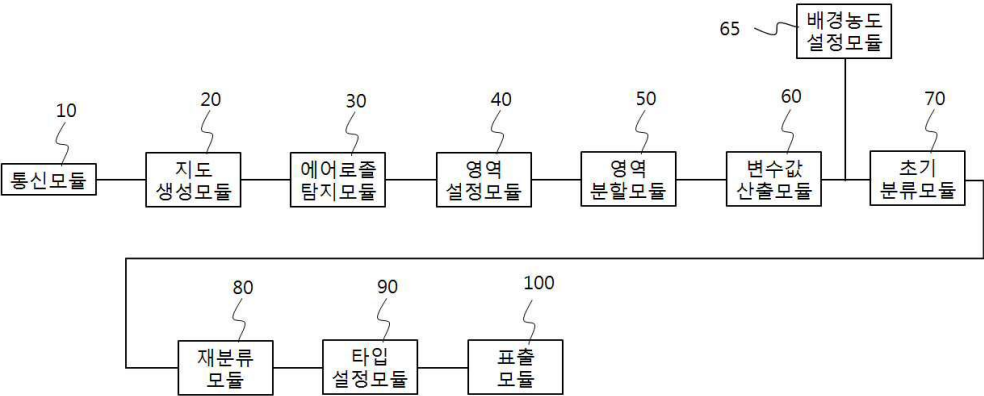 65
배경농도
설정모듈
10
20
30
40
50
60
70
통신모듈
지도
생성모듈
에어로졸
탐지모듈
영역
설정모듈
영역
분할모듈
변수값
산출모듈
초기
분류모듈
80
90
100
재분류
모듈
타입
설정모듈
표출
모듈